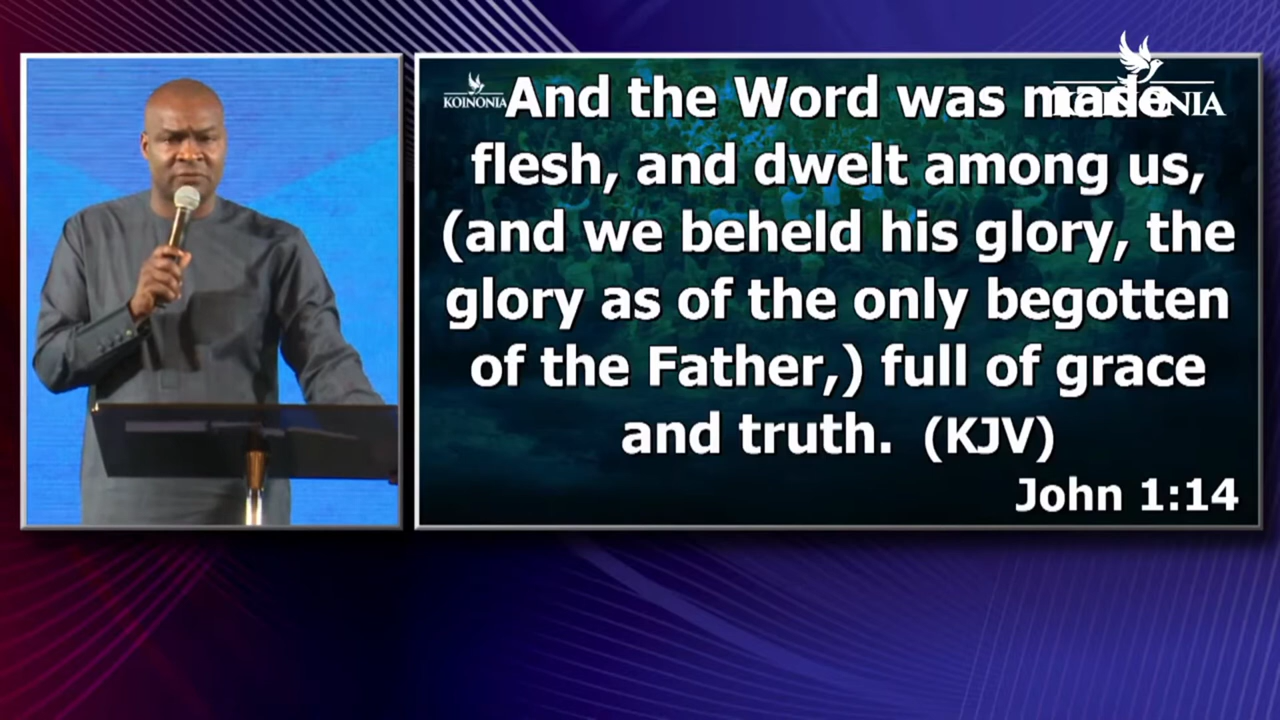 KOINONIA
KOINONIA
And the Word was made
flesh, and dwelt among us,
(and we beheld his glory, the
glory as of the only begotten
of the Father,) full of grace
and truth. (KJV)
John 1:14